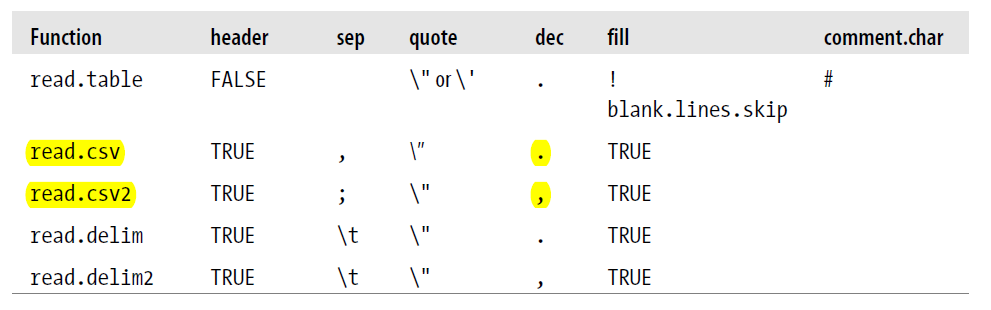 Function header sep quote dec fill comment.char
read.table FALSE \" or \' . ! #
blank.lines.skip
read.csv TRUE , \" . TRUE
read.csv2 TRUE ; \" , TRUE
read.delim TRUE \t \" . TRUE
read.delim2 TRUE \t \" , TRUE